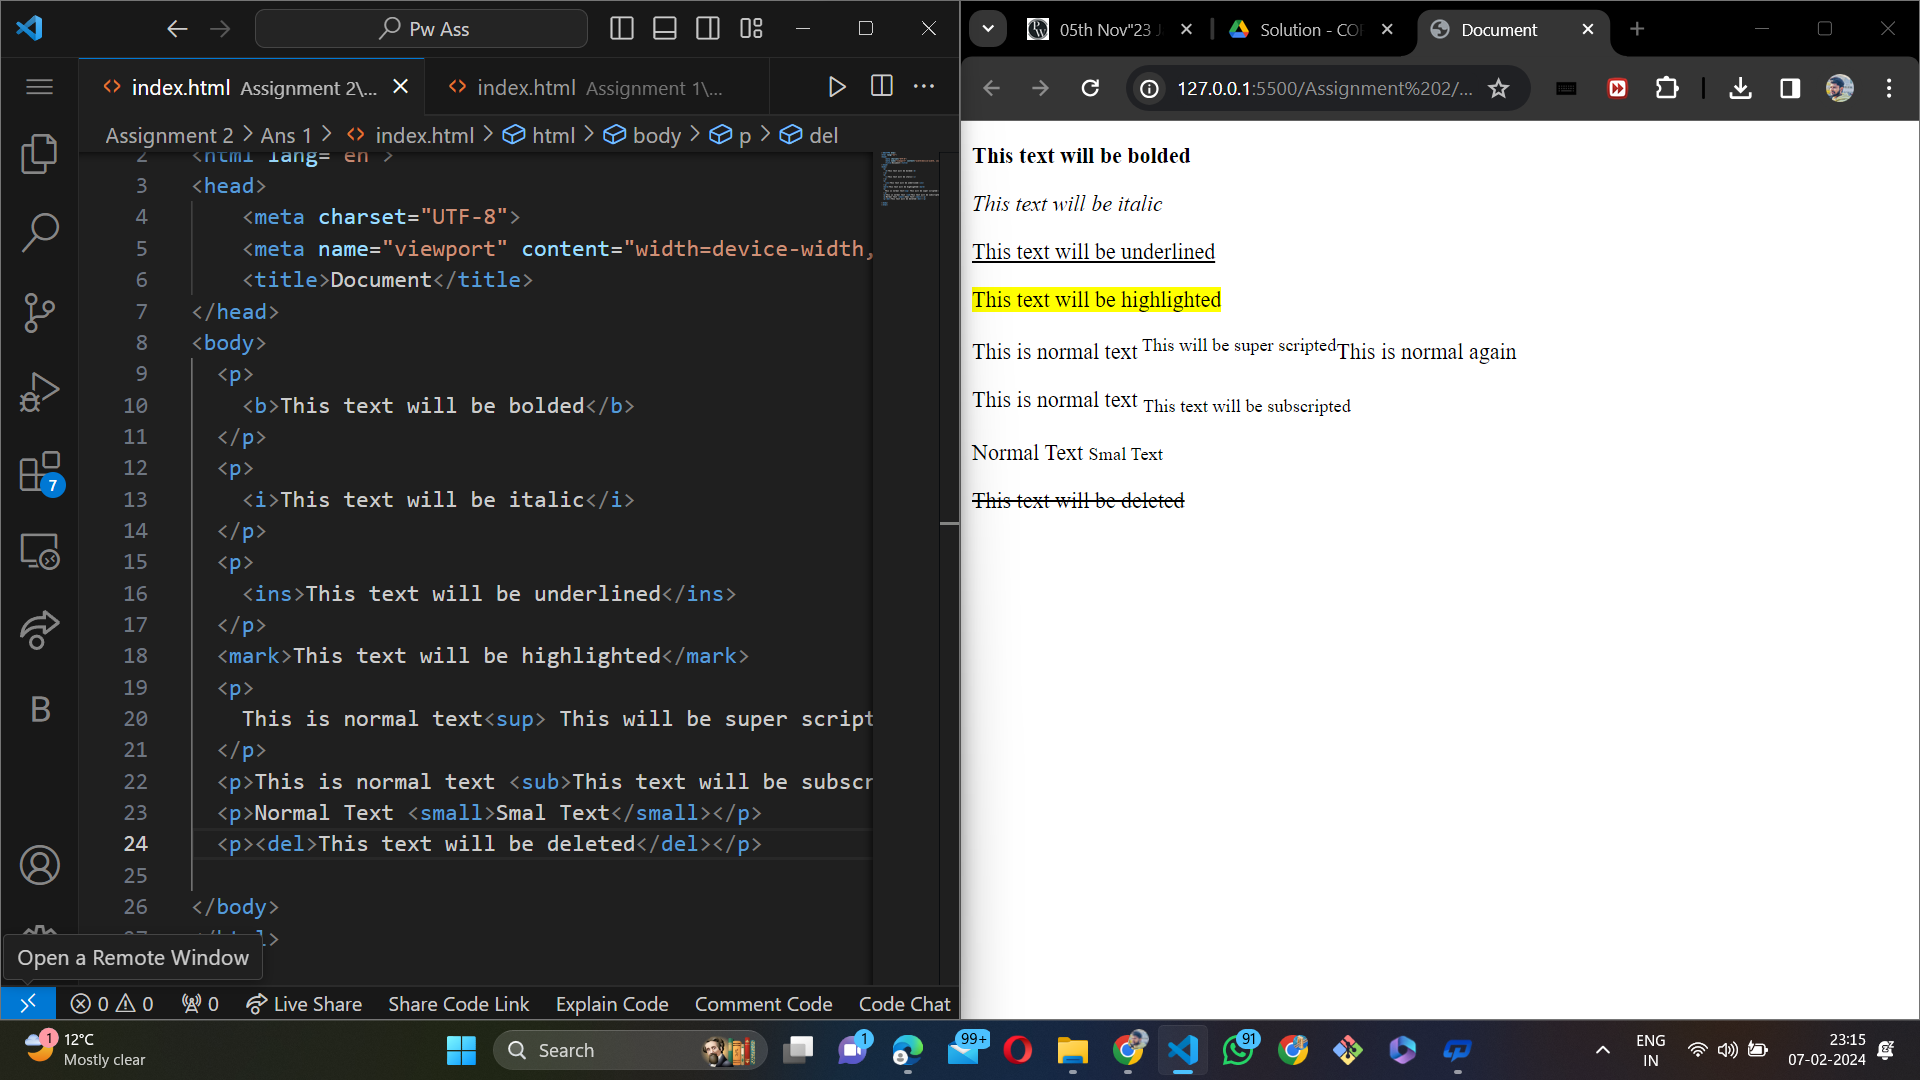 Pw Ass
index.html Assignment 2\...
index.html Assignment 1\...
Assignment 2 > Ans 1 > index.html > html > body > p > del
2 <html lang="en">
3 <head>
4 <meta charset="UTF-8">
5 <meta name="viewport" content="width=device-width,
6 <title>Document</title>
7 </head>
8 <body>
9 <p>
10 <b>This text will be bolded</b>
11 </p>
12 <p>
13 <i>This text will be italic</i>
14 </p>
15 <p>
16 <ins>This text will be underlined</ins>
17 </p>
18 <mark>This text will be highlighted</mark>
19 <p>
20 This is normal text<sup> This will be super script
21 </p>
22 <p>This is normal text <sub>This text will be subscr
23 <p>Normal Text <small>Smal Text</small></p>
24 <p><del>This text will be deleted</del></p>
25
26 </body>
7
B
Open a Remote Window
0 0 0 Live Share Share Code Link Explain Code Comment Code Code Chat
05th Nov"23 J
Solution - COP
Document
127.0.0.1:5500/Assignment%202/...
This text will be bolded
This text will be italic
This text will be underlined
This text will be highlighted
This is normal text This will be super scriptedThis is normal again
This is normal text This text will be subscripted
Normal Text Smal Text
This text will be deleted
1
12°C
Mostly clear
Search
1
99+
91
ENG
IN
23:15
07-02-2024